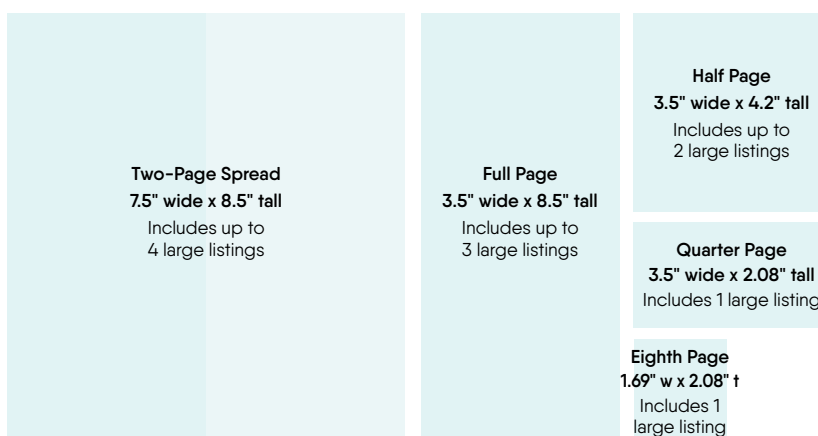 Two-Page Spread
7.5" wide x 8.5" tall
Includes up to
4 large listings
Full Page
3.5" wide x 8.5" tall
Includes up to
3 large listings
Half Page
3.5" wide x 4.2" tall
Includes up to
2 large listings
Quarter Page
3.5" wide x 2.08" tall
Includes 1 large listing
Eighth Page
1.69" w x 2.08" t
Includes 1
large listing